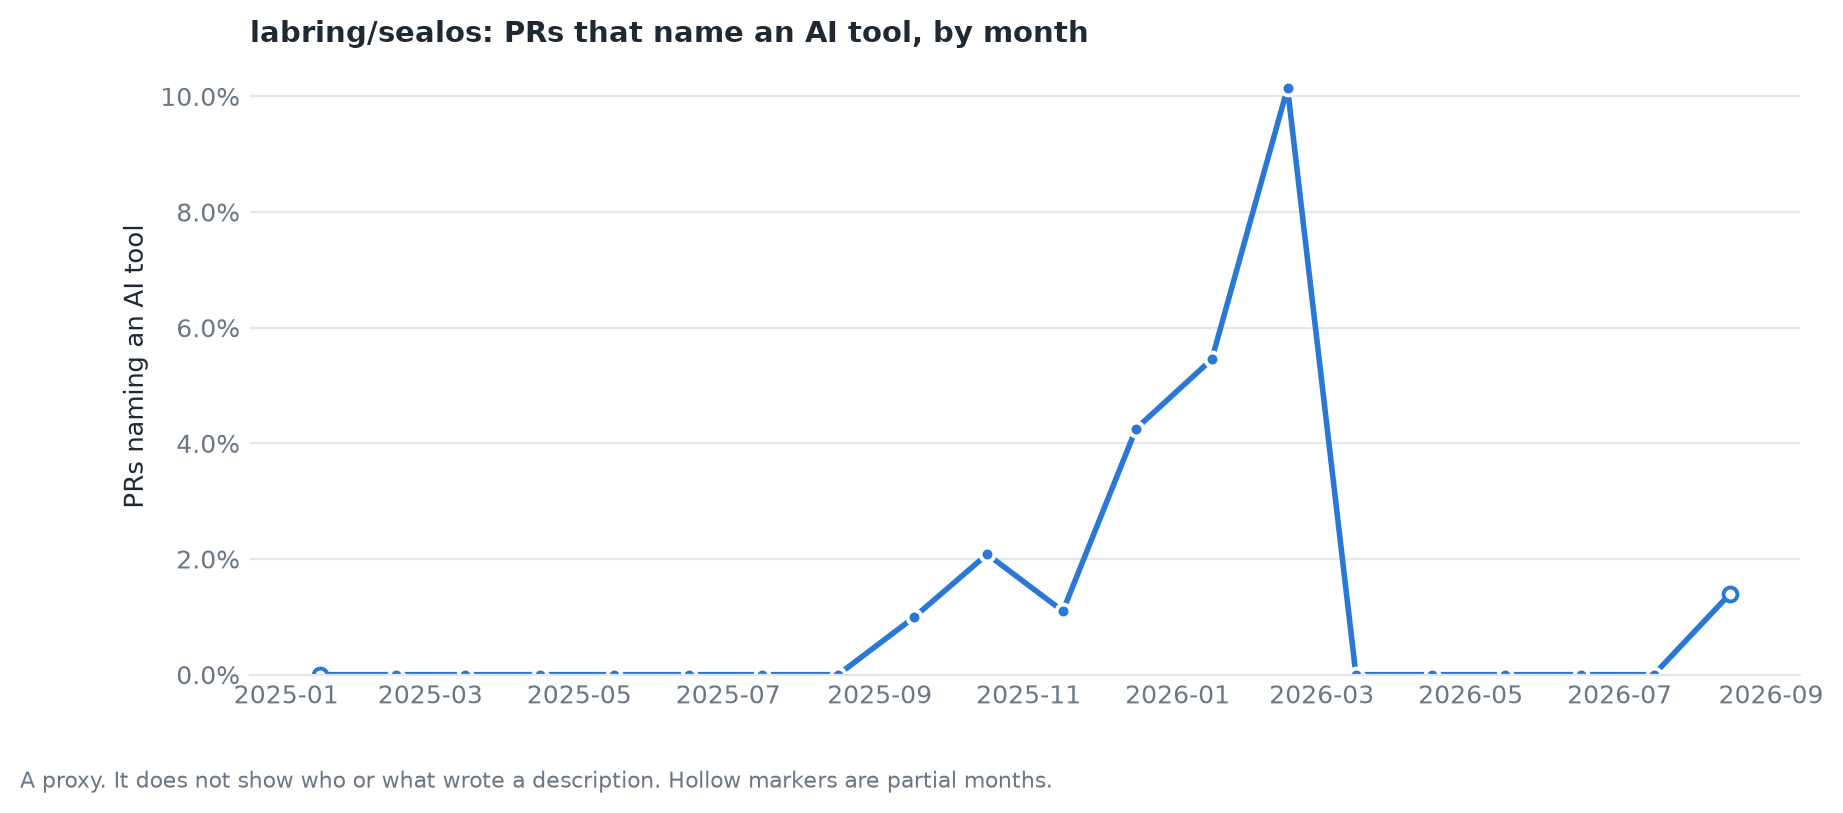 labring/sealos: PRs that name an AI tool, by month
PRs naming an AI tool
10.0%
8.0%
6.0%
4.0%
2.0%
0.0%
2025-01 2025-03 2025-05 2025-07 2025-09 2025-11 2026-01 2026-03 2026-05 2026-07 2026-09
A proxy. It does not show who or what wrote a description. Hollow markers are partial months.